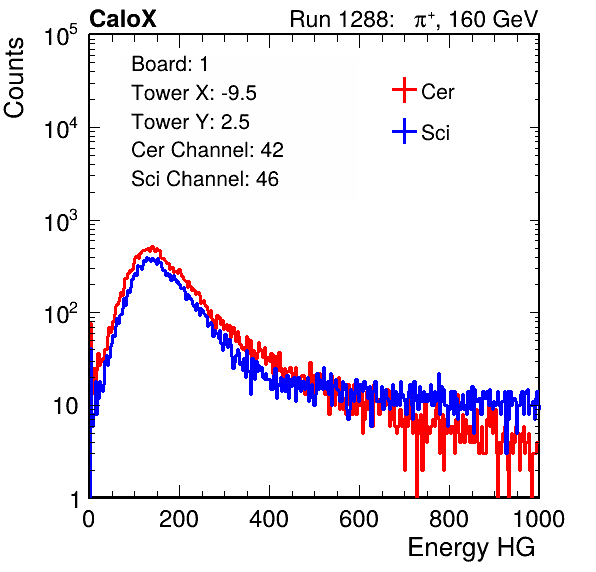 CaloX Run 1288: π⁺, 160 GeV
Counts
10⁵
10⁴
10³
10²
10
1
Board: 1
Tower X: -9.5
Tower Y: 2.5
Cer Channel: 42
Sci Channel: 46
Cer
Sci
0 200 400 600 800 1000
Energy HG